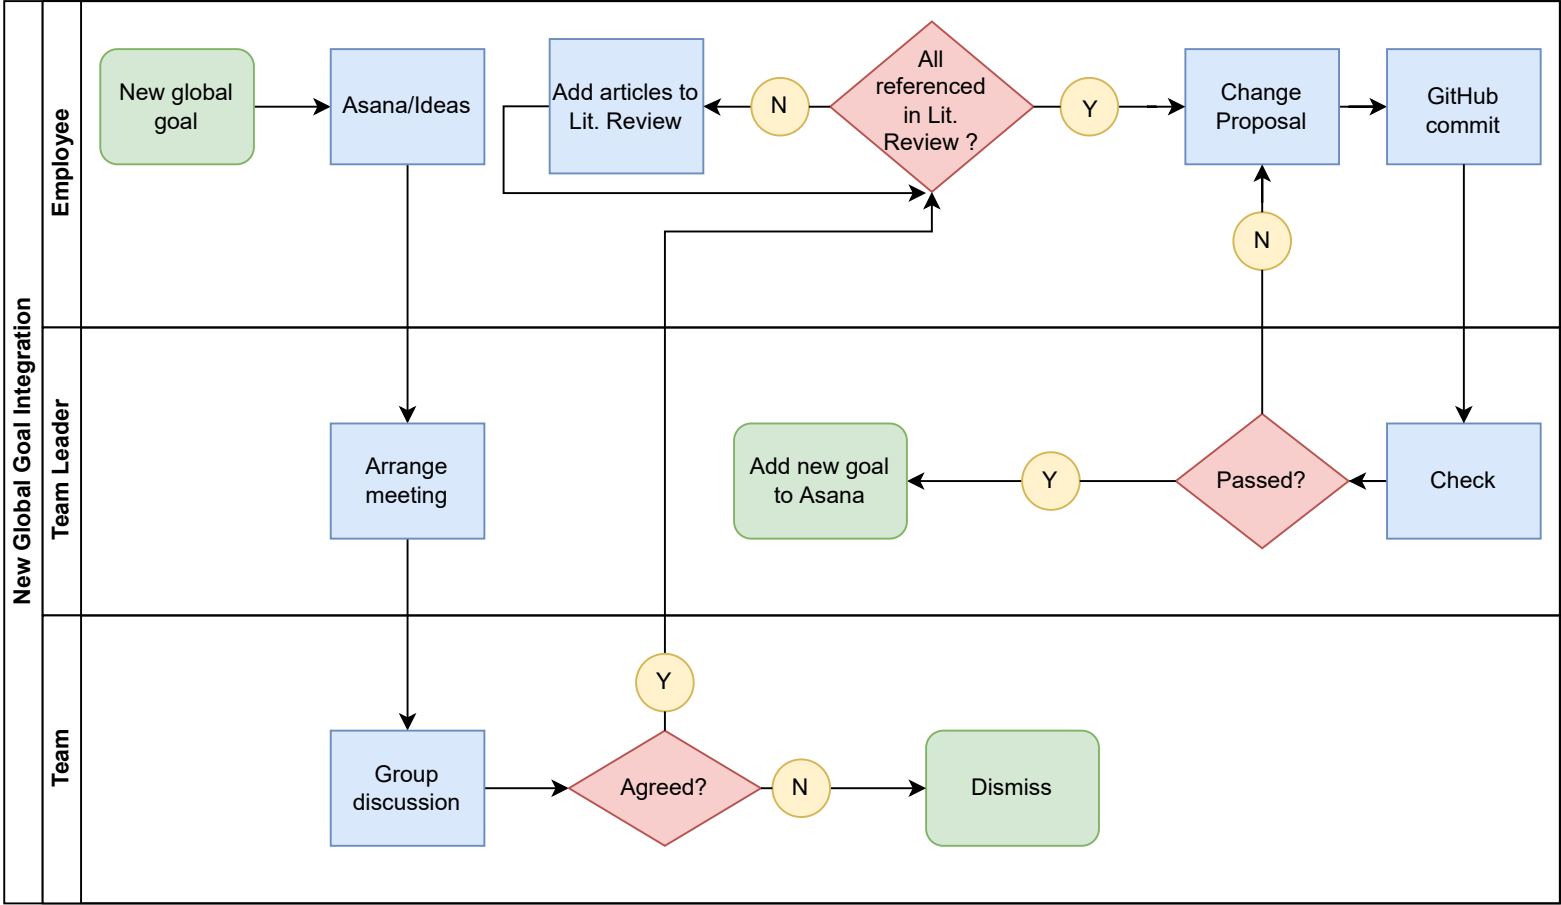 New Global Goal Integration
Employee
New global
goal
Asana/Ideas
Add articles to
Lit. Review
N
All
referenced
in Lit.
Review ?
Y
Change
Proposal
GitHub
commit
N
Team Leader
Arrange
meeting
Add new goal
to Asana
Y
Passed?
Check
Team
Y
Group
discussion
Agreed?
N
Dismiss